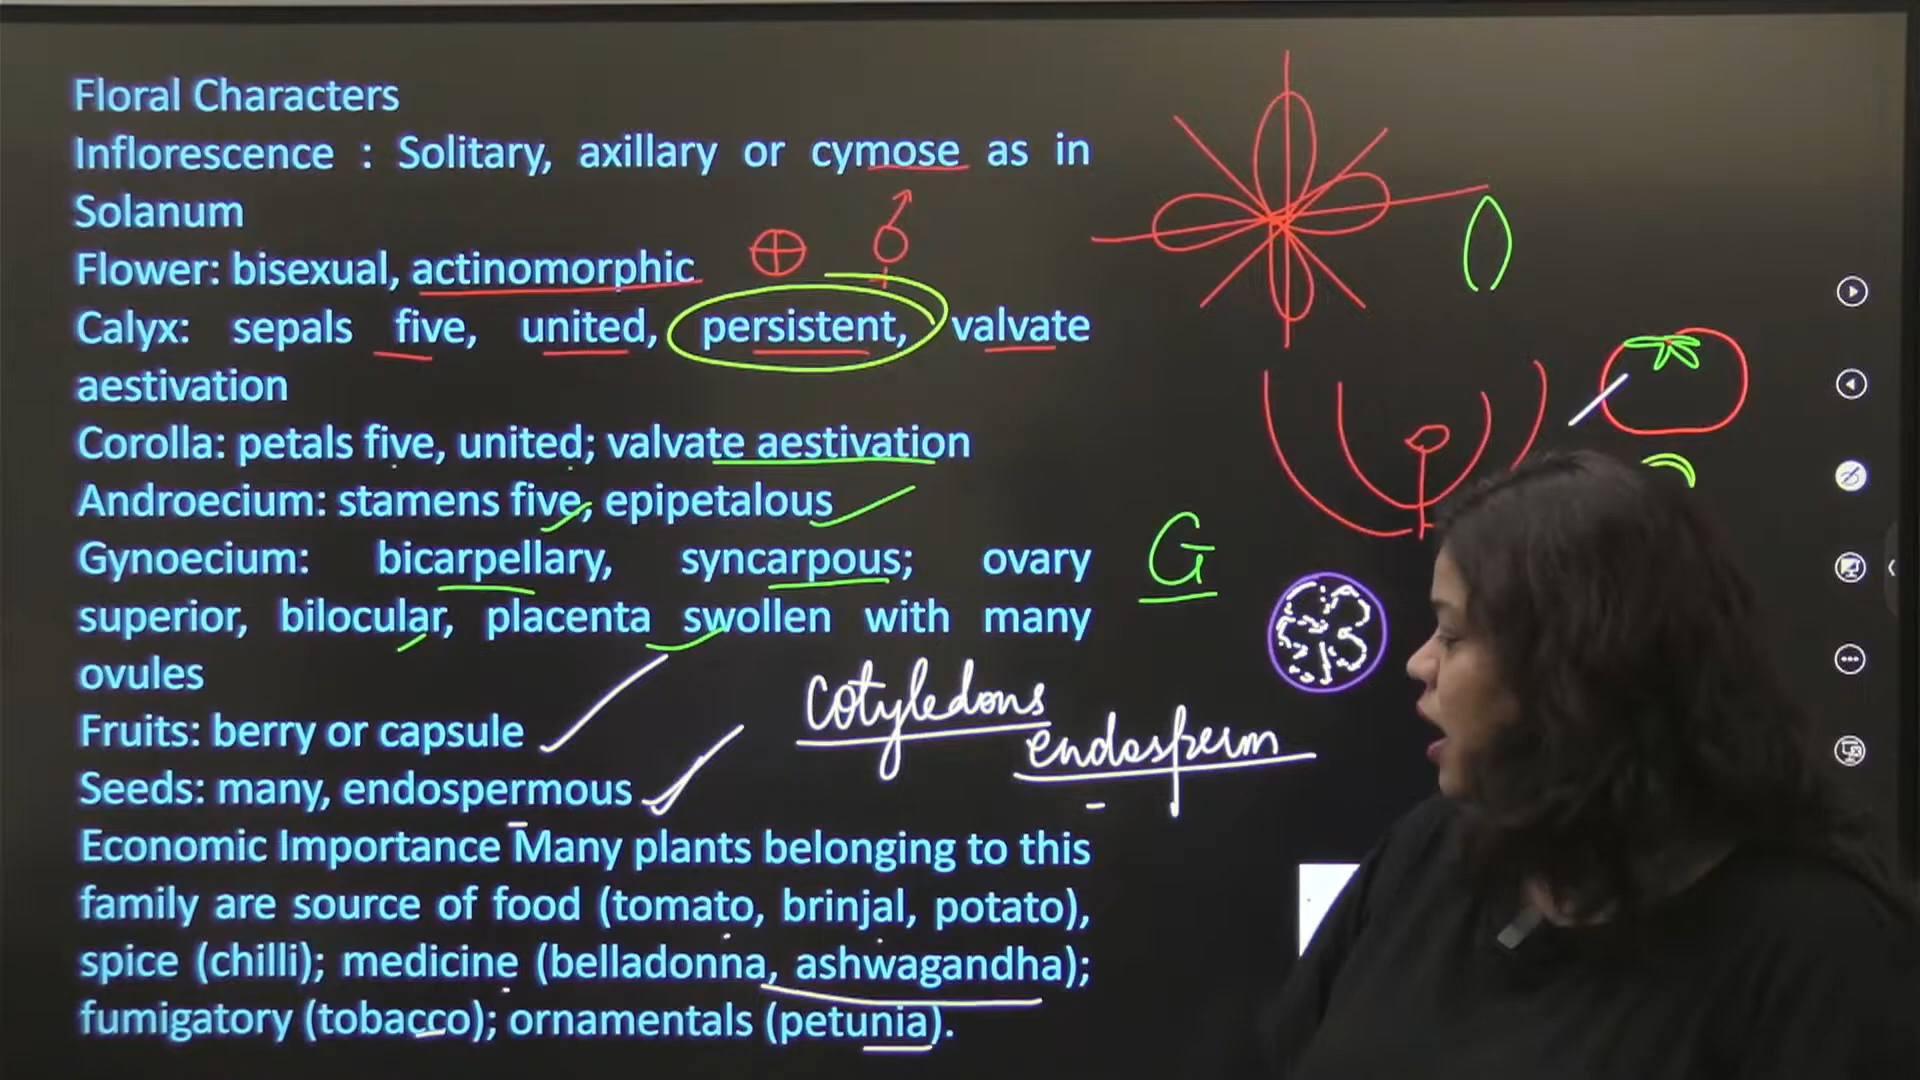 Floral Characters
Inflorescence : Solitary, axillary or cymose as in
Solanum
Flower: bisexual, actinomorphic
Calyx: sepals five, united, persistent, valvate
aestivation
Corolla: petals five, united; valvate aestivation
Androecium: stamens five, epipetalous
Gynoecium: bicarpellary, syncarpous; ovary
G
superior, bilocular, placenta swollen with many
ovules
cotyledons
Fruits: berry or capsule
endosperm
Seeds: many, endospermous
Economic Importance Many plants belonging to this
family are source of food (tomato, brinjal, potato),
spice (chilli); medicine (belladonna, ashwagandha);
fumigatory (tobacco); ornamentals (petunia).